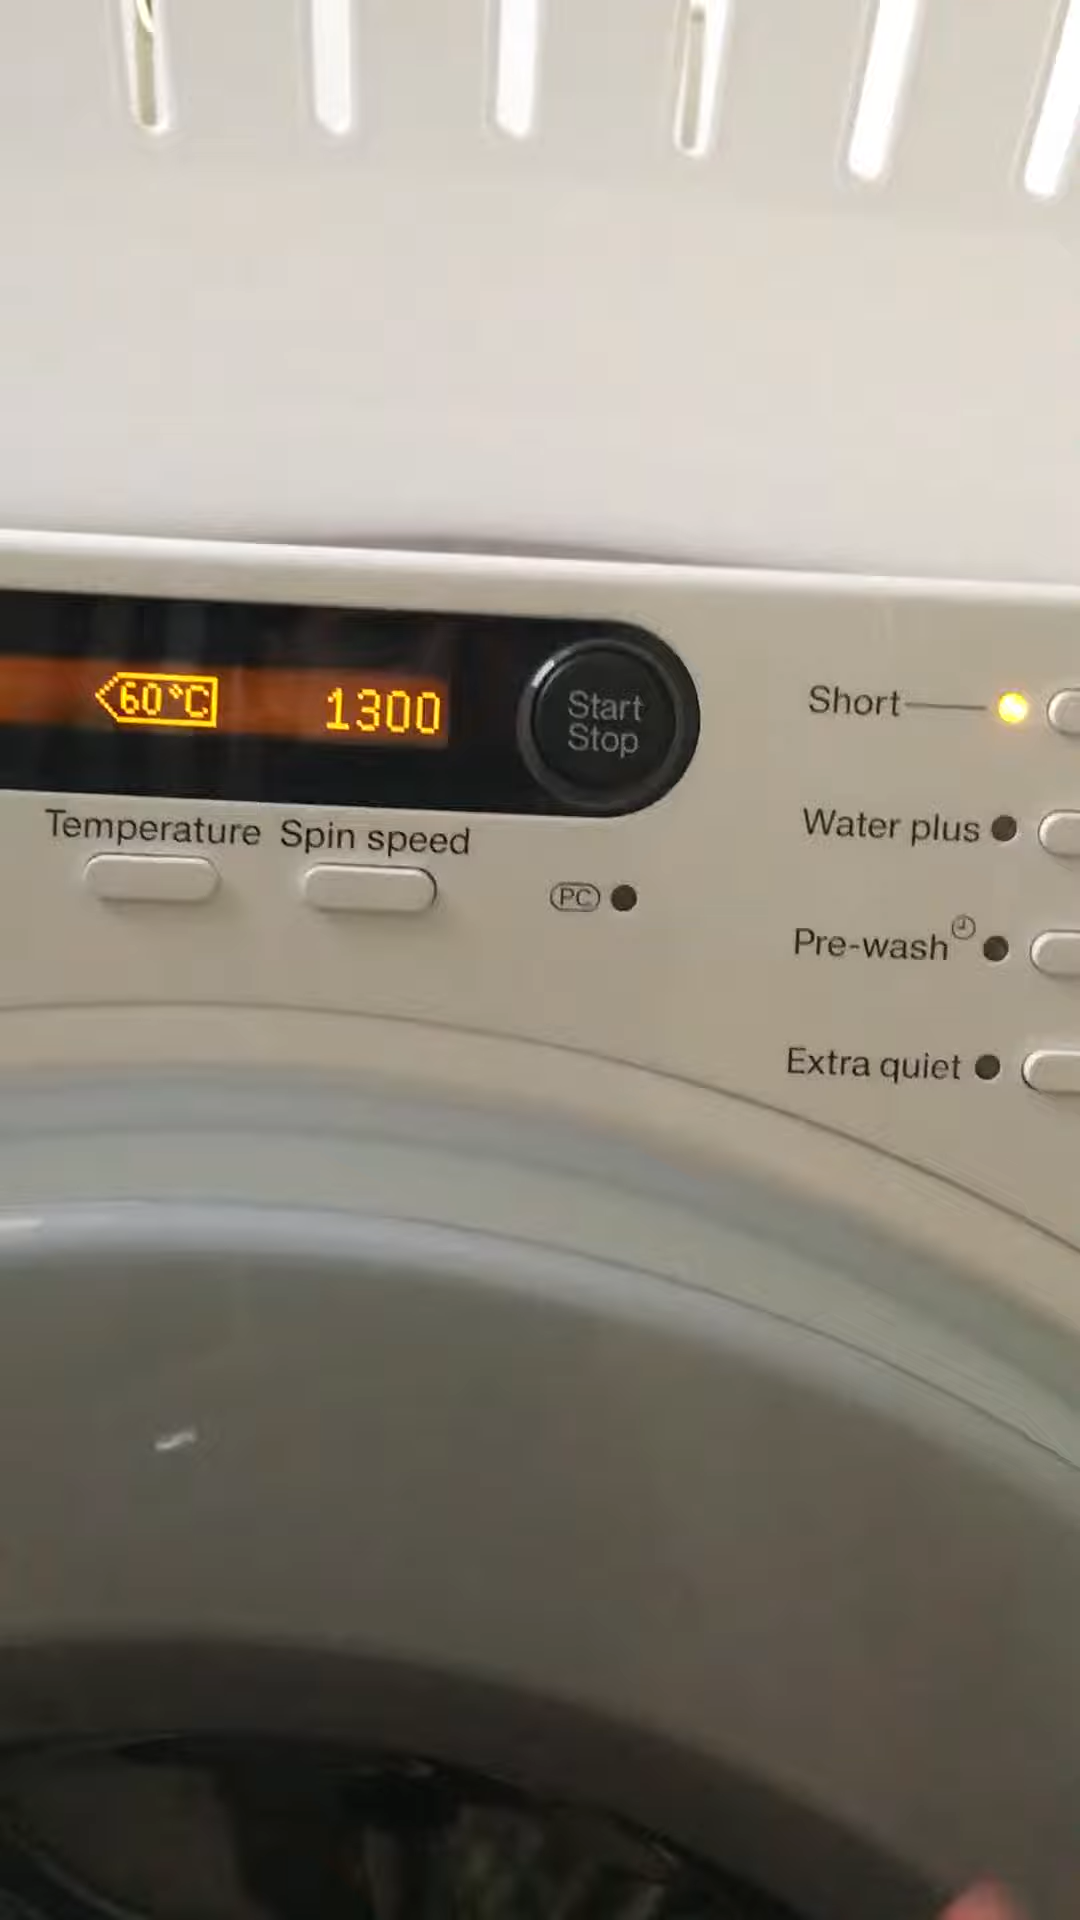 60°C 1300
Start
Stop
Short
Temperature Spin speed
Water plus
PC
Pre-wash
Extra quiet